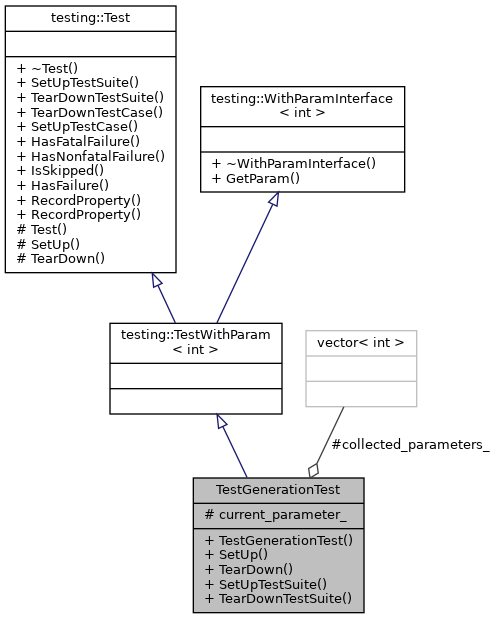 testing::Test
+ ~Test()
+ SetUpTestSuite()
+ TearDownTestSuite()
+ TearDownTestCase()
+ SetUpTestCase()
+ HasFatalFailure()
+ HasNonfatalFailure()
+ IsSkipped()
+ HasFailure()
+ RecordProperty()
+ RecordProperty()
# Test()
# SetUp()
# TearDown()
testing::WithParamInterface
< int >
+ ~WithParamInterface()
+ GetParam()
testing::TestWithParam
< int >
vector< int >
#collected_parameters_
TestGenerationTest
# current_parameter_
+ TestGenerationTest()
+ SetUp()
+ TearDown()
+ SetUpTestSuite()
+ TearDownTestSuite()